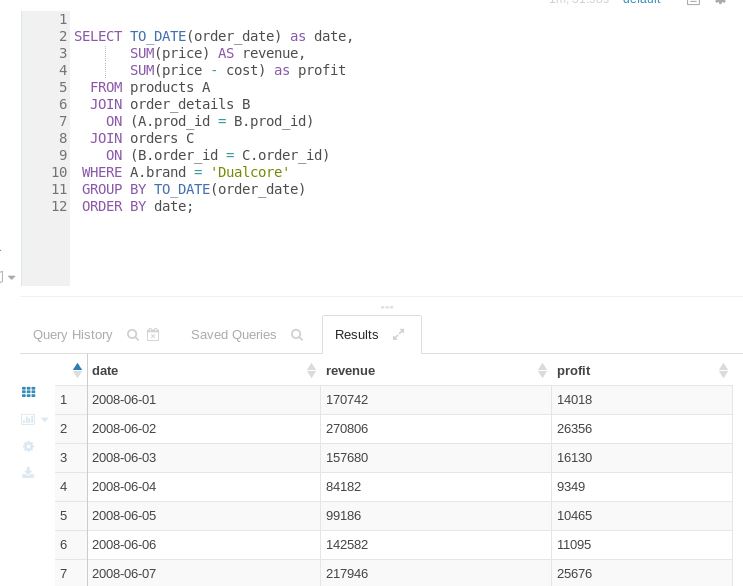 default
1
2 SELECT TO_DATE(order_date) as date,
3 SUM(price) AS revenue,
4 SUM(price - cost) as profit
5 FROM products A
6 JOIN order_details B
7 ON (A.prod_id = B.prod_id)
8 JOIN orders C
9 ON (B.order_id = C.order_id)
10 WHERE A.brand = 'Dualcore'
11 GROUP BY TO_DATE(order_date)
12 ORDER BY date;
Query History Saved Queries Results
date revenue profit
1 2008-06-01 170742 14018
2 2008-06-02 270806 26356
3 2008-06-03 157680 16130
4 2008-06-04 84182 9349
5 2008-06-05 99186 10465
6 2008-06-06 142582 11095
7 2008-06-07 217946 25676